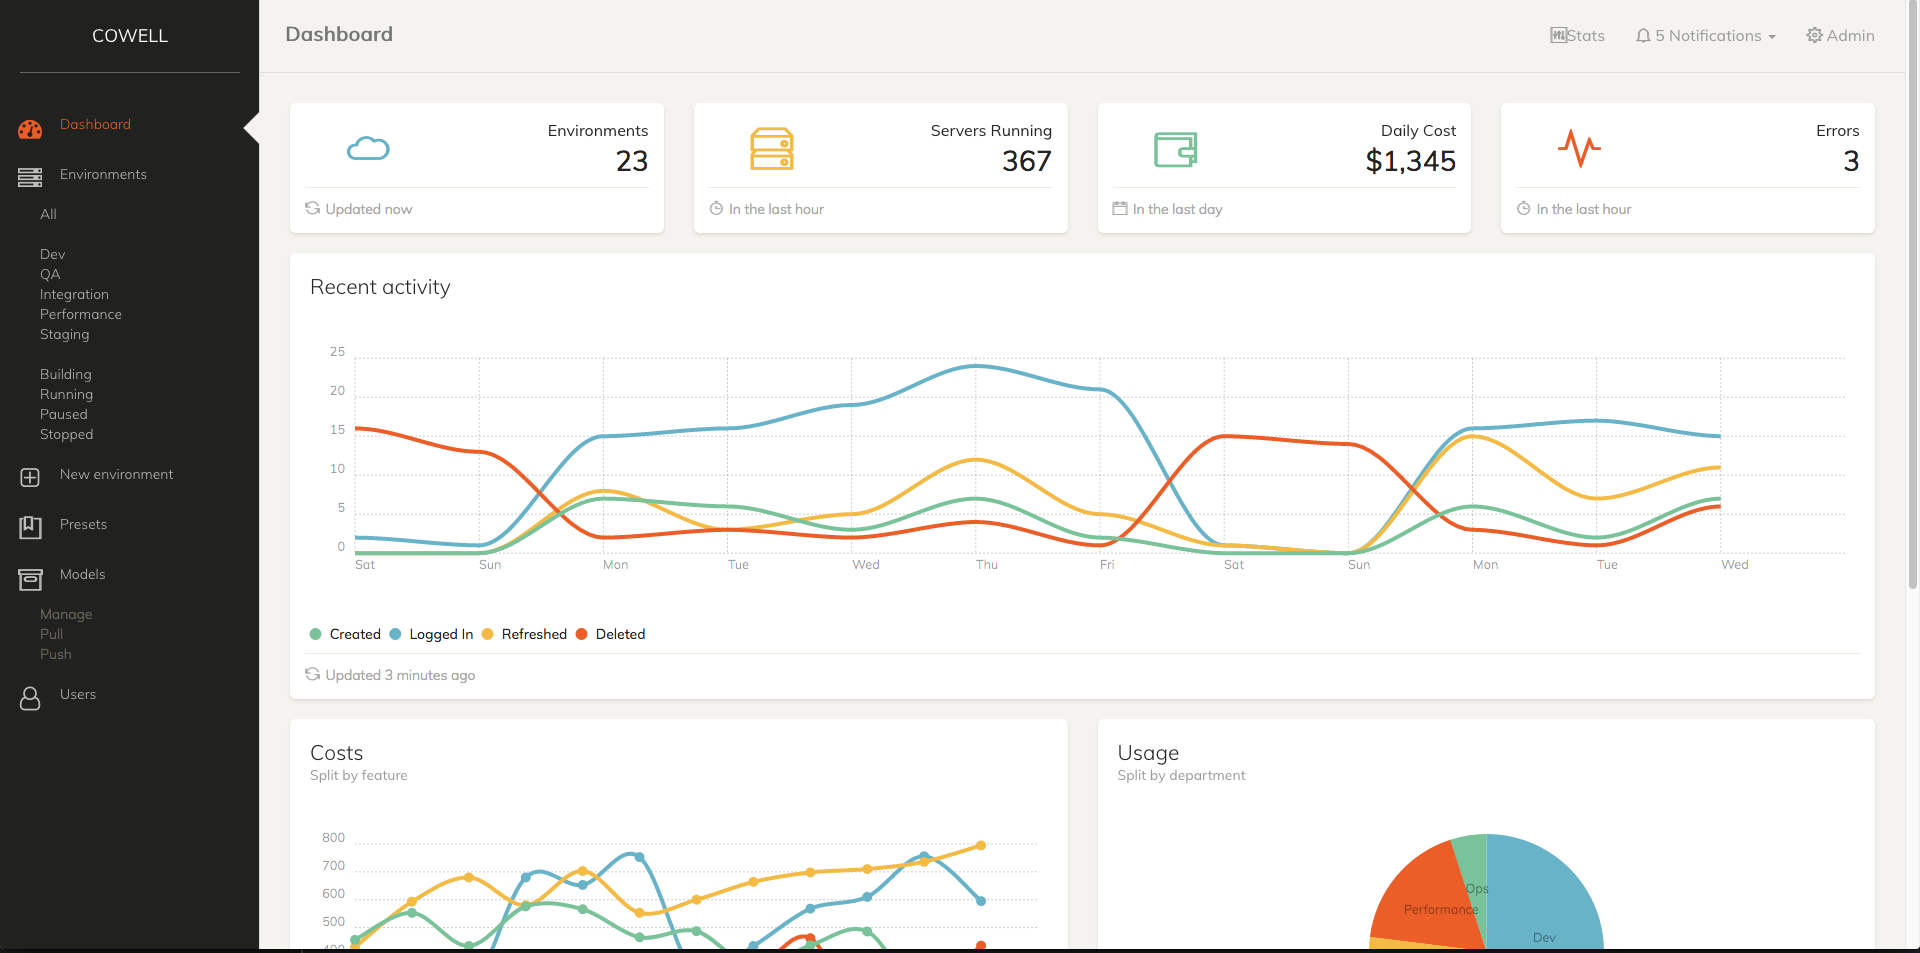 COWELL
Dashboard
Environments
All
Dev
QA
Integration
Performance
Staging
Building
Running
Paused
Stopped
New environment
Presets
Models
Manage
Pull
Push
Users
Dashboard
Stats
5 Notifications
Admin
Environments
23
Updated now
Servers Running
367
In the last hour
Daily Cost
$1,345
In the last day
Errors
3
In the last hour
Recent activity
25
20
15
10
5
0
Sat Sun Mon Tue Wed Thu Fri Sat Sun Mon Tue Wed
Created Logged In Refreshed Deleted
Updated 3 minutes ago
Costs
Split by feature
800
700
600
500
400
Usage
Split by department
Ops
Performance
Dev